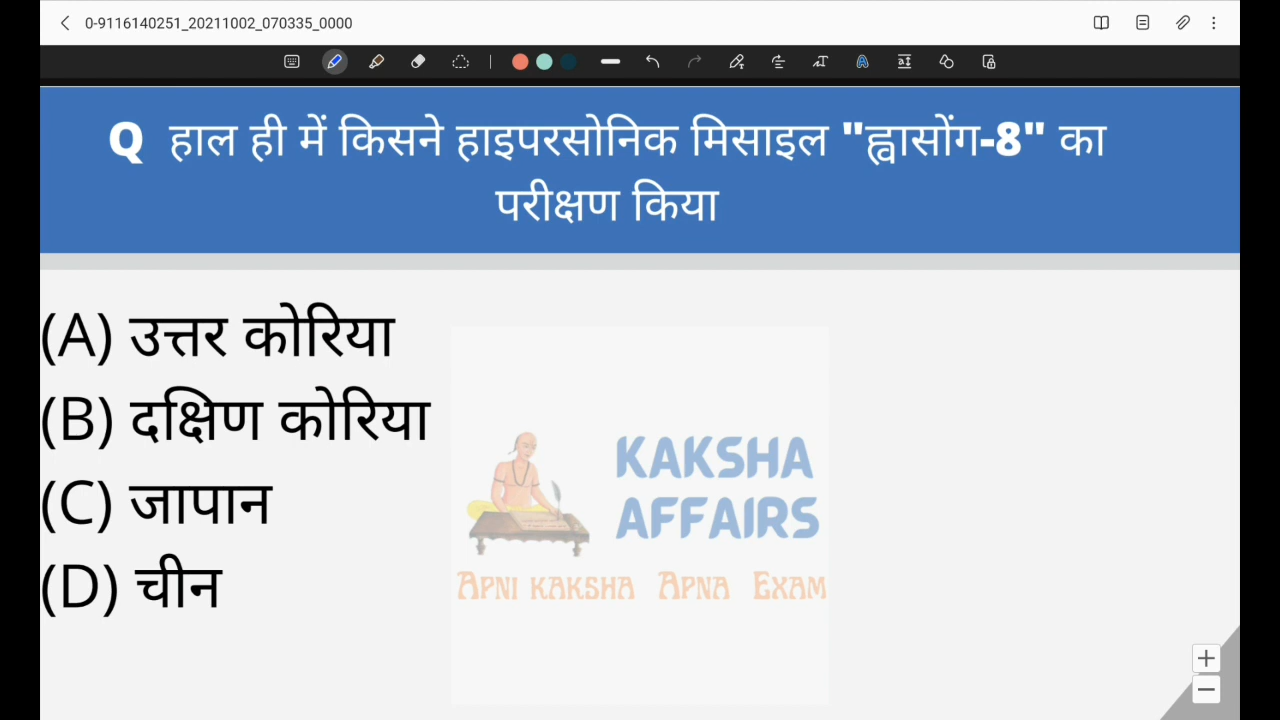 0-9116140251_20211002_070335_0000
Q हाल ही में किसने हाइपरसोनिक मिसाइल "ह्वासोंग-8" का
परीक्षण किया
(A) उत्तर कोरिया
(B) दक्षिण कोरिया
(C) जापान
(D) चीन
KAKSHA
AFFAIRS
APNI KAKSHA APNA EXAM